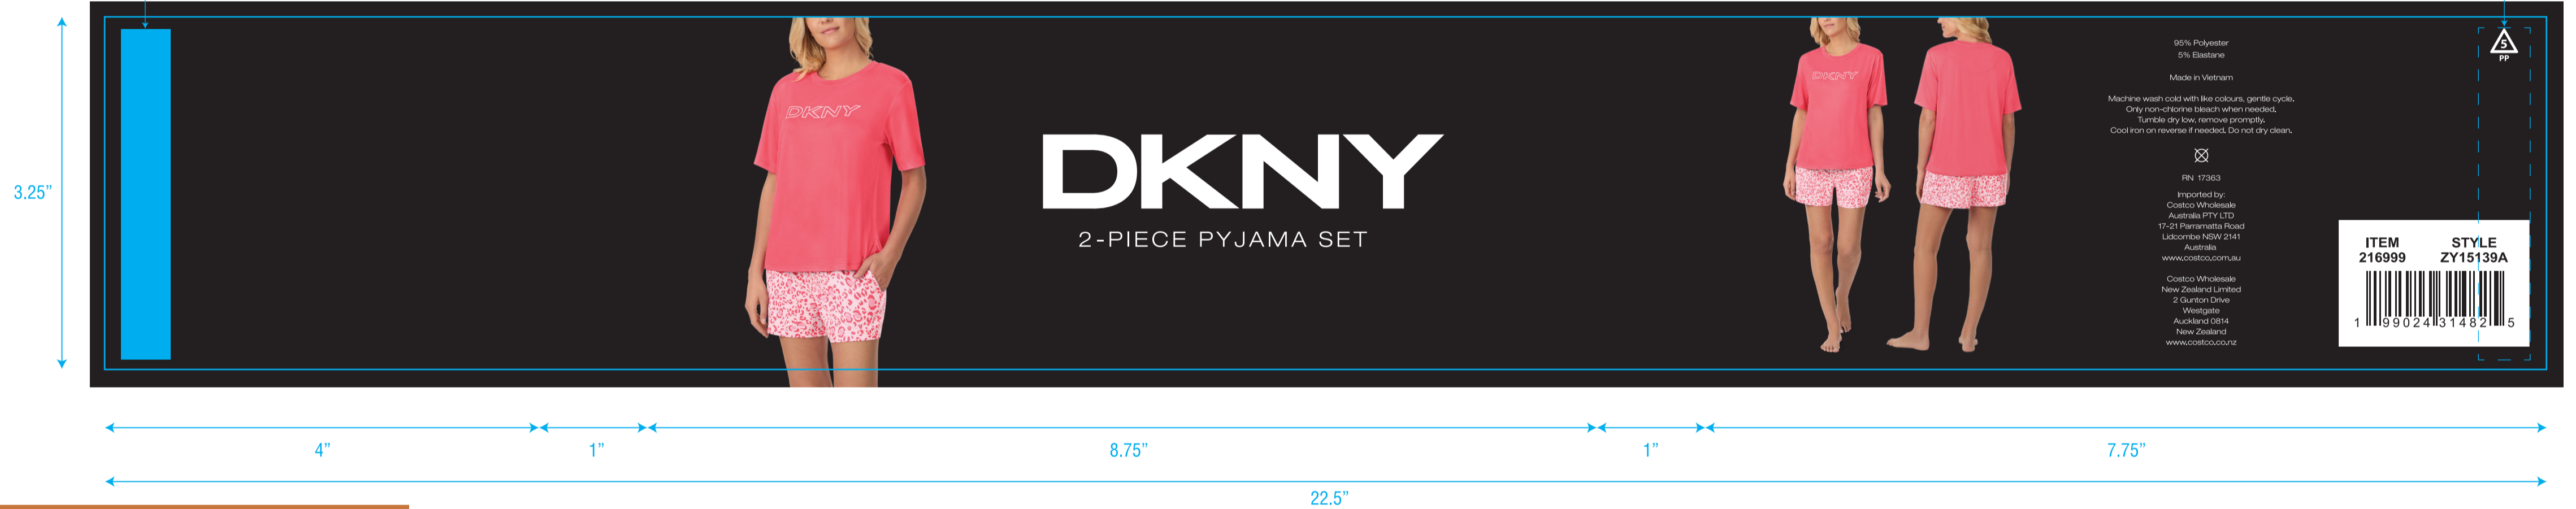 3.25”
DKNY
DKNY
2-PIECE PYJAMA SET
DKNY
95% Polyester
5% Elastane
Made in Vietnam
Machine wash cold with like colours, gentle cycle.
Only non-chlorine bleach when needed.
Tumble dry low, remove promptly.
Cool iron on reverse if needed. Do not dry clean.
RN 17363
Imported by:
Costco Wholesale
Australia PTY LTD
17-21 Parramatta Road
Lidcombe NSW 2141
Australia
www.costco.com.au
Costco Wholesale
New Zealand Limited
2 Gunton Drive
Westgate
Auckland 0814
New Zealand
www.costco.co.nz
5
PP
ITEM STYLE
216999 ZY15139A
1 99024 31482 5
4” 1” 8.75” 1” 7.75”
22.5”